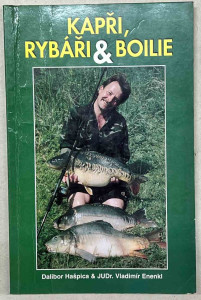 KAPŘI,
RYBÁŘI & BOILIE
Dalibor Hašpica & JUDr. Vladimír Enenkl